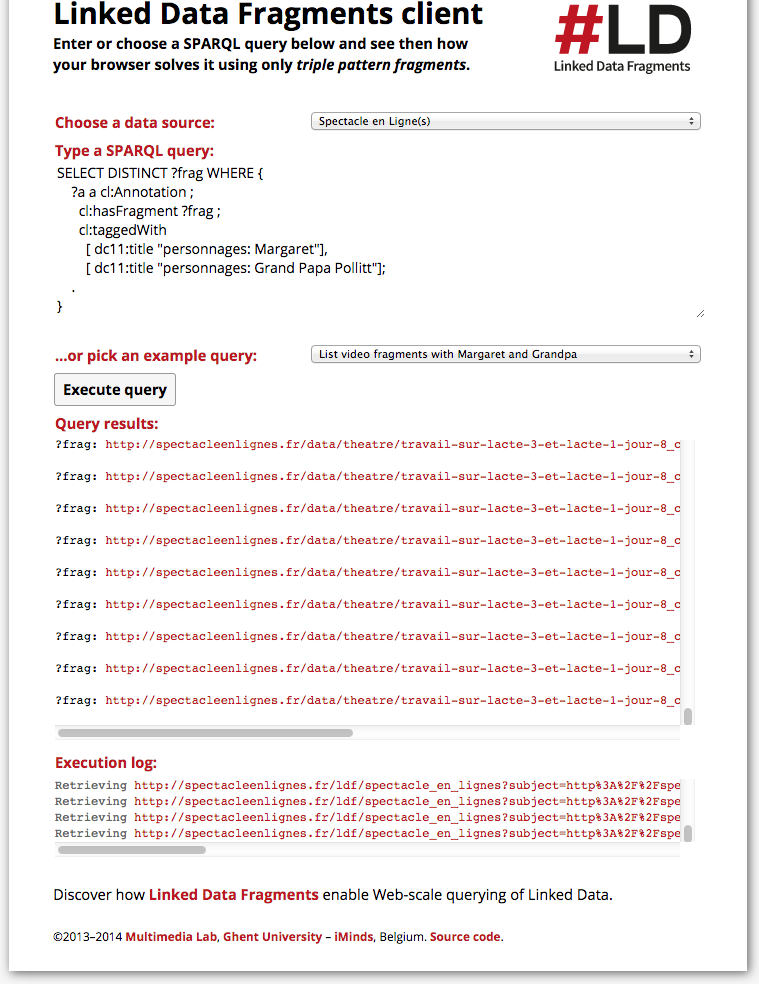 Linked Data Fragments client
Enter or choose a SPARQL query below and see then how
your browser solves it using only triple pattern fragments.
#LD
Linked Data Fragments
Choose a data source:
Spectacle en Ligne(s)
Type a SPARQL query:
SELECT DISTINCT ?frag WHERE {
?a a cl:Annotation ;
cl:hasFragment ?frag ;
cl:taggedWith
[ dc11:title "personnages: Margaret"],
[ dc11:title "personnages: Grand Papa Pollitt"];
.
}
...or pick an example query:
List video fragments with Margaret and Grandpa
Execute query
Query results:
?frag: http://spectacleenlignes.fr/data/theatre/travail-sur-lacte-3-et-lacte-1-jour-8_c
?frag: http://spectacleenlignes.fr/data/theatre/travail-sur-lacte-3-et-lacte-1-jour-8_c
?frag: http://spectacleenlignes.fr/data/theatre/travail-sur-lacte-3-et-lacte-1-jour-8_c
?frag: http://spectacleenlignes.fr/data/theatre/travail-sur-lacte-3-et-lacte-1-jour-8_c
?frag: http://spectacleenlignes.fr/data/theatre/travail-sur-lacte-3-et-lacte-1-jour-8_c
?frag: http://spectacleenlignes.fr/data/theatre/travail-sur-lacte-3-et-lacte-1-jour-8_c
?frag: http://spectacleenlignes.fr/data/theatre/travail-sur-lacte-3-et-lacte-1-jour-8_c
?frag: http://spectacleenlignes.fr/data/theatre/travail-sur-lacte-3-et-lacte-1-jour-8_c
?frag: http://spectacleenlignes.fr/data/theatre/travail-sur-lacte-3-et-lacte-1-jour-8_c
Execution log:
Retrieving http://spectacleenlignes.fr/ldf/spectacle_en_lignes?subject=http%3A%2F%2Fspe
Retrieving http://spectacleenlignes.fr/ldf/spectacle_en_lignes?subject=http%3A%2F%2Fspe
Retrieving http://spectacleenlignes.fr/ldf/spectacle_en_lignes?subject=http%3A%2F%2Fspe
Retrieving http://spectacleenlignes.fr/ldf/spectacle_en_lignes?subject=http%3A%2F%2Fspe
Discover how Linked Data Fragments enable Web-scale querying of Linked Data.
©2013–2014 Multimedia Lab, Ghent University – iMinds, Belgium. Source code.